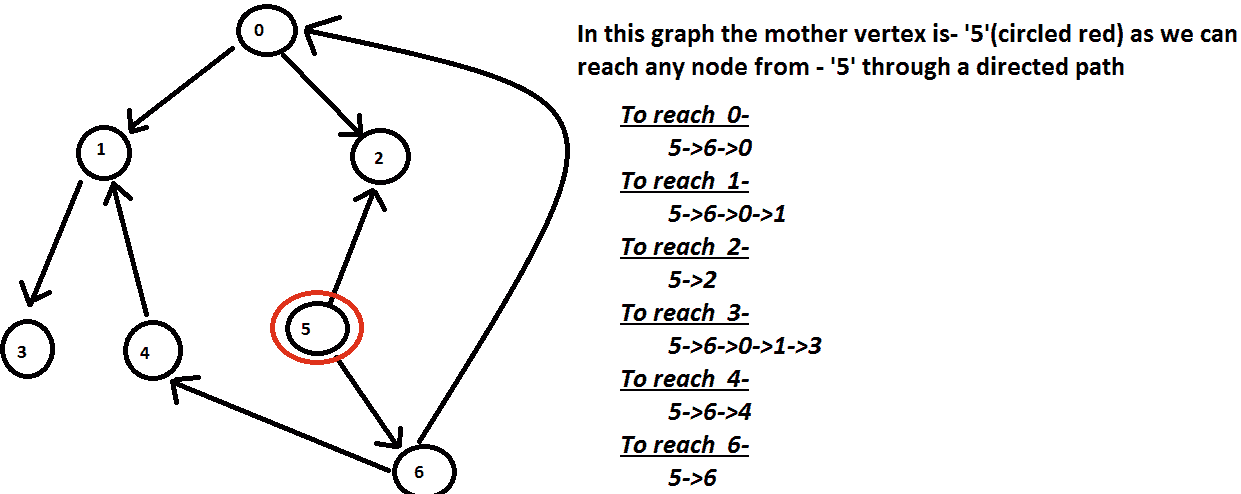 0
1
2
3
4
5
6
In this graph the mother vertex is- '5'(circled red) as we can
reach any node from - '5' through a directed path
To reach 0-
5->6->0
To reach 1-
5->6->0->1
To reach 2-
5->2
To reach 3-
5->6->0->1->3
To reach 4-
5->6->4
To reach 6-
5->6